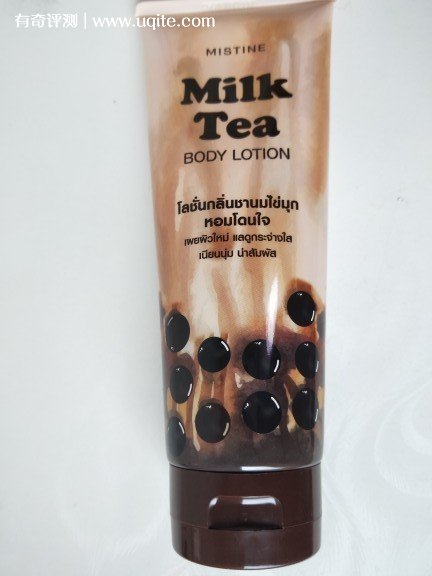 有奇评测 | www.uqite.com
MISTINE
Milk
Tea
BODY LOTION
โลชั่นกลิ่นชานมไข่มุก
หอมโดนใจ
เผยผิวใหม่ แลดูกระจ่างใส
เนียนนุ่ม น่าสัมผัส